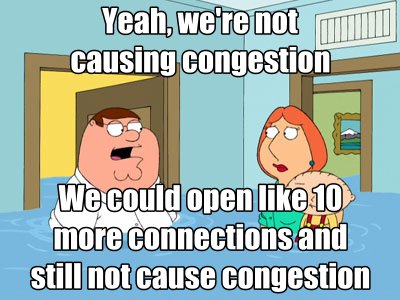 Yeah, we're not
causing congestion
We could open like 10
more connections and
still not cause congestion